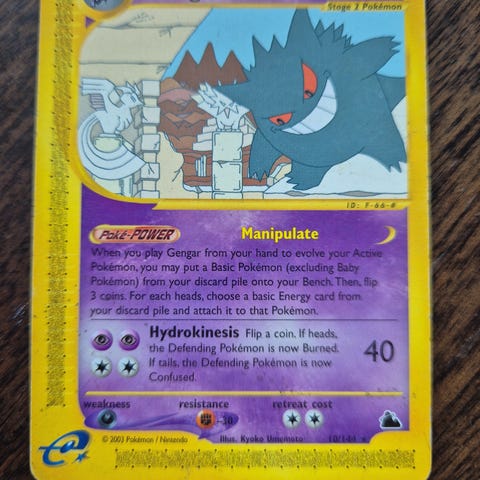 Stage 2 Pokémon
ID: F-66-#
Poké-POWER Manipulate
When you play Gengar from your hand to evolve your Active
Pokémon, you may put a Basic Pokémon (excluding Baby
Pokémon) from your discard pile onto your Bench. Then, flip
3 coins. For each heads, choose a basic Energy card from
your discard pile and attach it to that Pokémon.
Hydrokinesis Flip a coin. If heads,
the Defending Pokémon is now Burned.
If tails, the Defending Pokémon is now
Confused.
40
weakness resistance retreat cost
-30
© 2003 Pokémon / Nintendo Illus. Kyoko Umemoto 10/144 ★
e